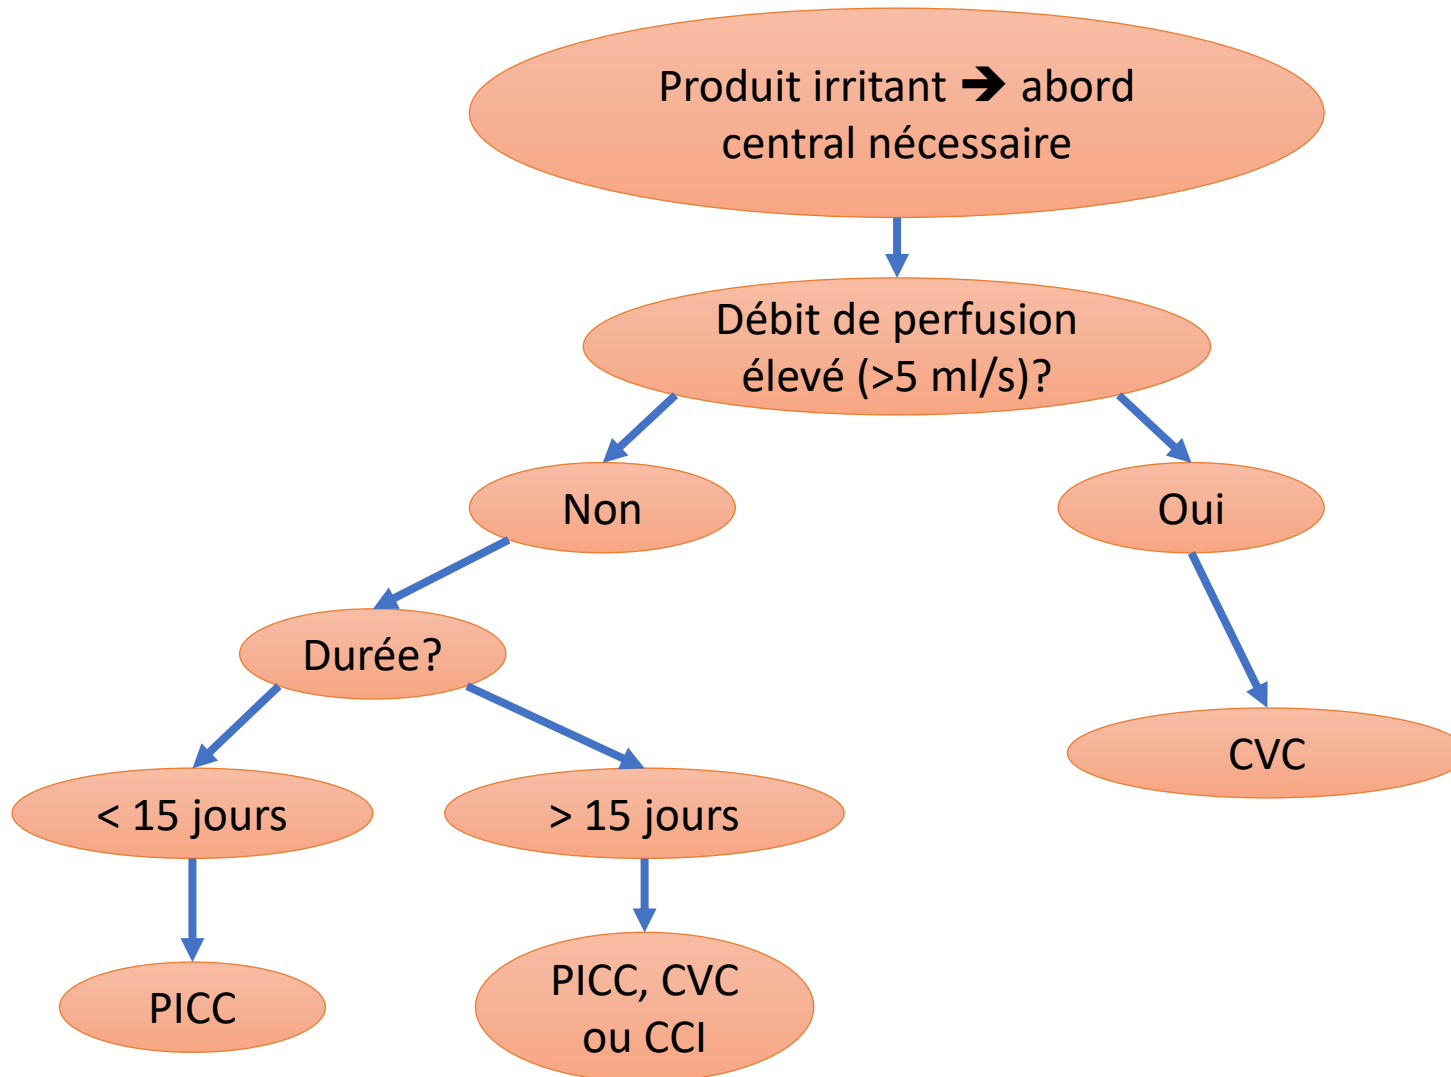 Produit irritant ➔ abord
central nécessaire
Débit de perfusion
élevé (>5 ml/s)?
Non
Oui
Durée?
CVC
< 15 jours
> 15 jours
PICC
PICC, CVC
ou CCI